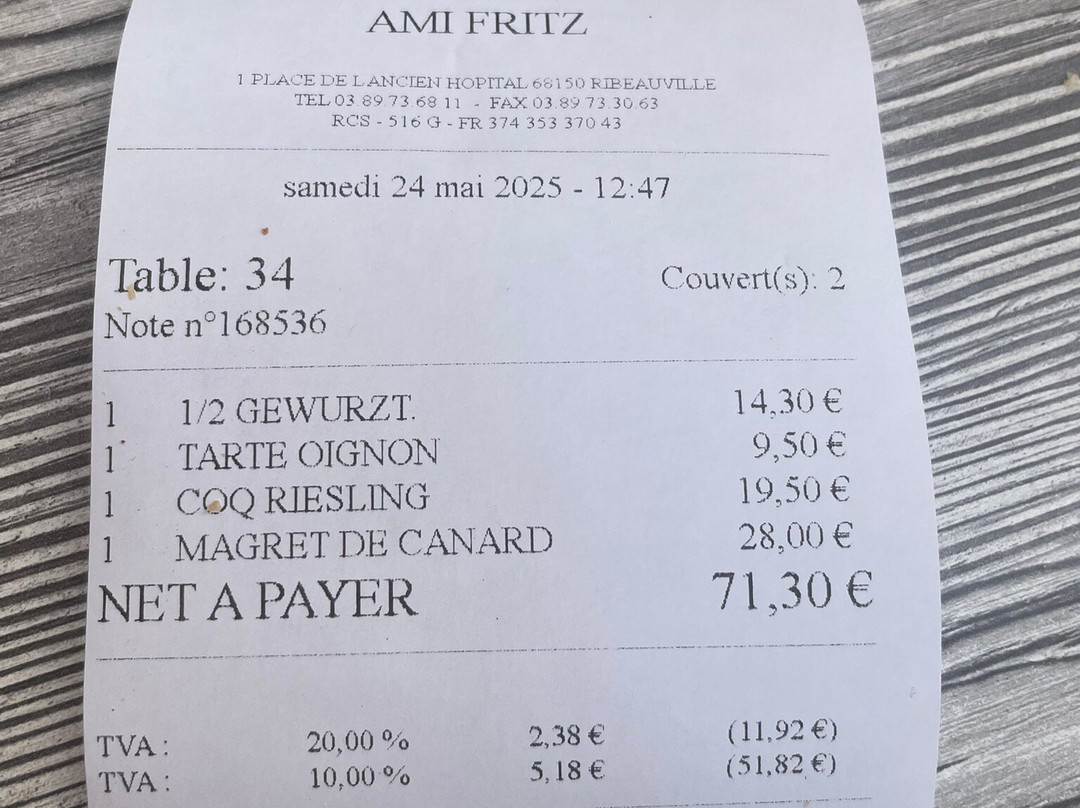 AMI FRITZ
1 PLACE DE L ANCIEN HOPITAL 68150 RIBEAUVILLE
TEL 03 89 73 68 11 - FAX 03.89 73.30 63
RCS - 516 G - FR 374 353 370 43
samedi 24 mai 2025 - 12:47
Table: 34 Couvert(s): 2
Note n°168536
1 1/2 GEWURZT. 14,30 €
1 TARTE OIGNON 9,50 €
1 COQ RIESLING 19,50 €
1 MAGRET DE CANARD 28,00 €
NET A PAYER 71,30 €
TVA : 20,00 % 2,38 € (11,92 €)
TVA : 10,00 % 5,18 € (51,82 €)